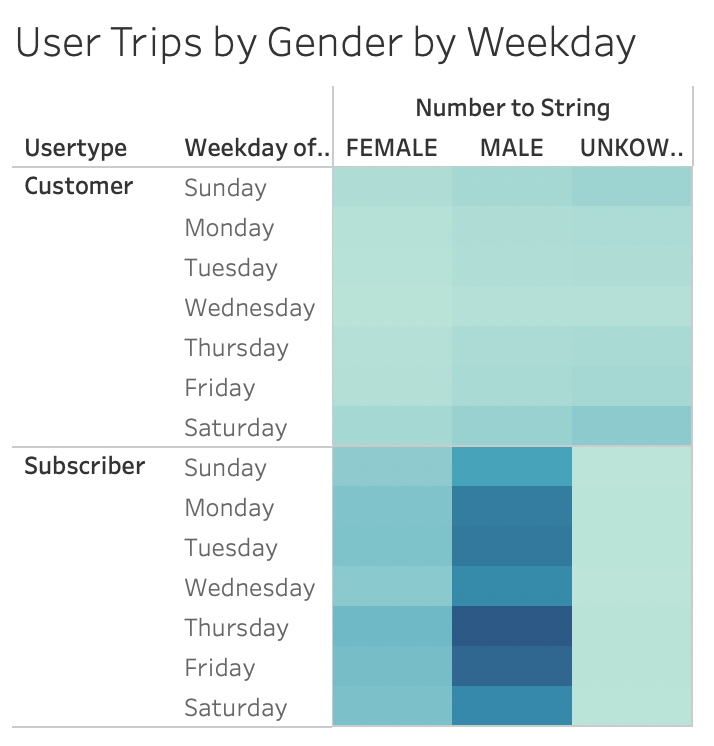 User Trips by Gender by Weekday
Number to String
Usertype Weekday of.. FEMALE MALE UNKOW..
Customer Sunday
Monday
Tuesday
Wednesday
Thursday
Friday
Saturday
Subscriber Sunday
Monday
Tuesday
Wednesday
Thursday
Friday
Saturday